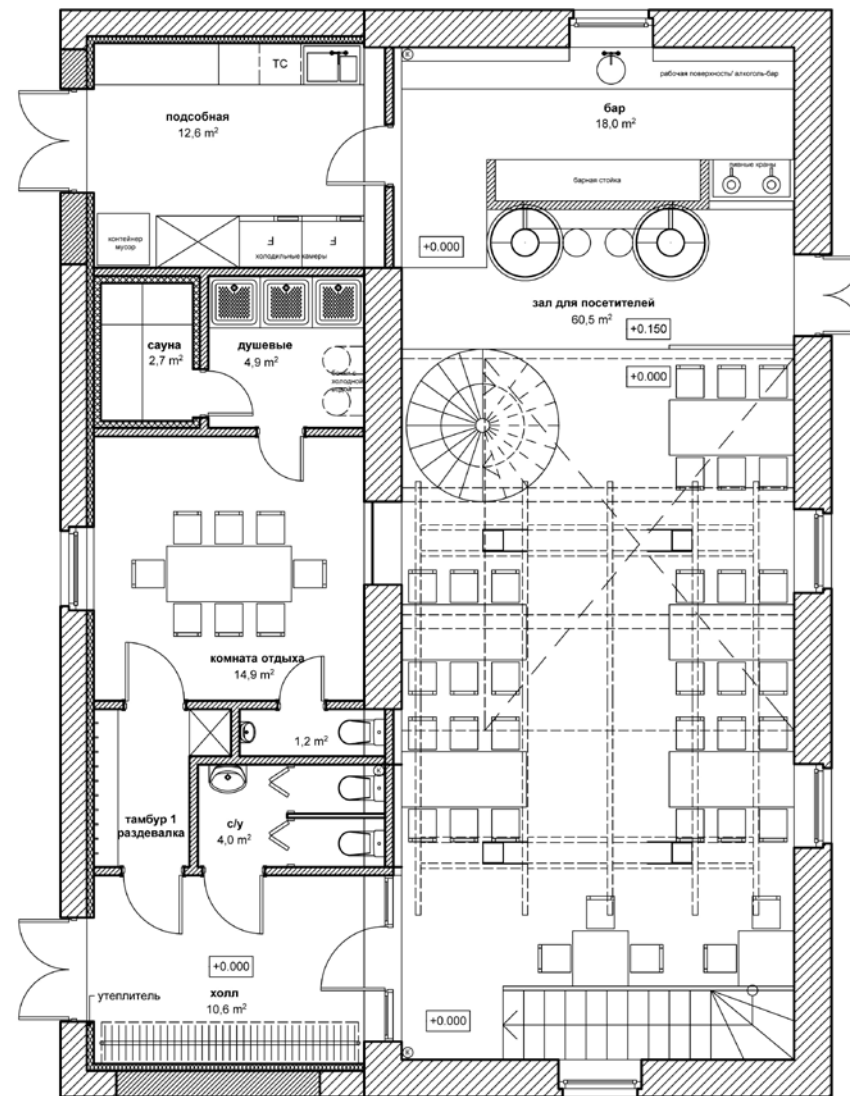 ТС
рабочая поверхность/ алкоголь-бар
подсобная
12,6 m²
бар
18,0 m²
пивные краны
барная стойка
контейнер
мусор
холодильные камеры
+0.000
зал для посетителей
60,5 m²
+0.150
сауна
2,7 m²
душевые
4,9 m²
+0.000
холодной
комната отдыха
14,9 m²
1,2 m²
тамбур 1
раздевалка
с/у
4,0 m²
+0.000
утеплитель
холл
10,6 m²
+0.000